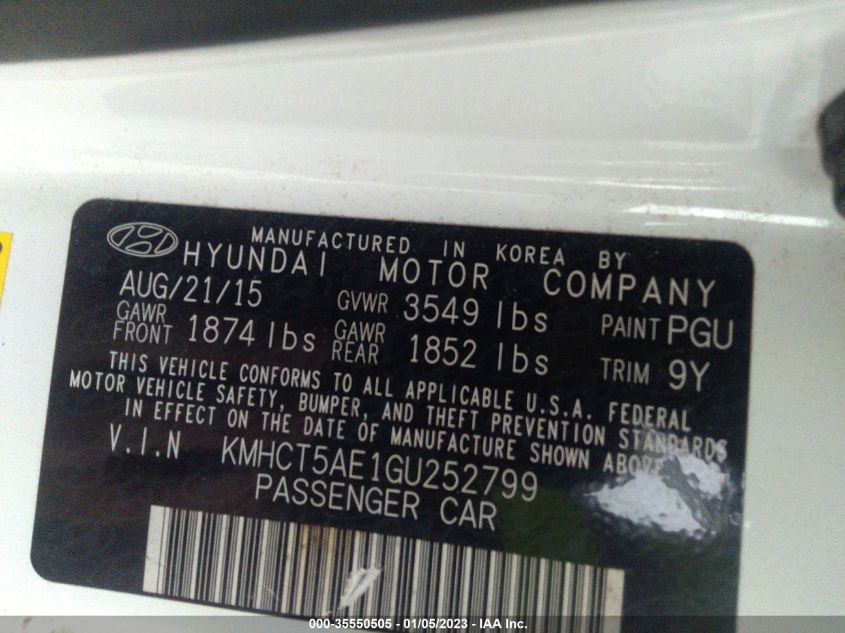 MANUFACTURED IN KOREA BY
HYUNDAI MOTOR COMPANY
AUG/21/15 GVWR 3549 lbs PAINT PGU
GAWR FRONT 1874 lbs GAWR REAR 1852 lbs TRIM 9Y
THIS VEHICLE CONFORMS TO ALL APPLICABLE U.S.A. FEDERAL
MOTOR VEHICLE SAFETY, BUMPER, AND THEFT PREVENTION STANDARDS
IN EFFECT ON THE DATE OF MANUFACTURE SHOWN ABOVE
V.I.N KMHCT5AE1GU252799
PASSENGER CAR
000-35550505 - 01/05/2023 - IAA Inc.